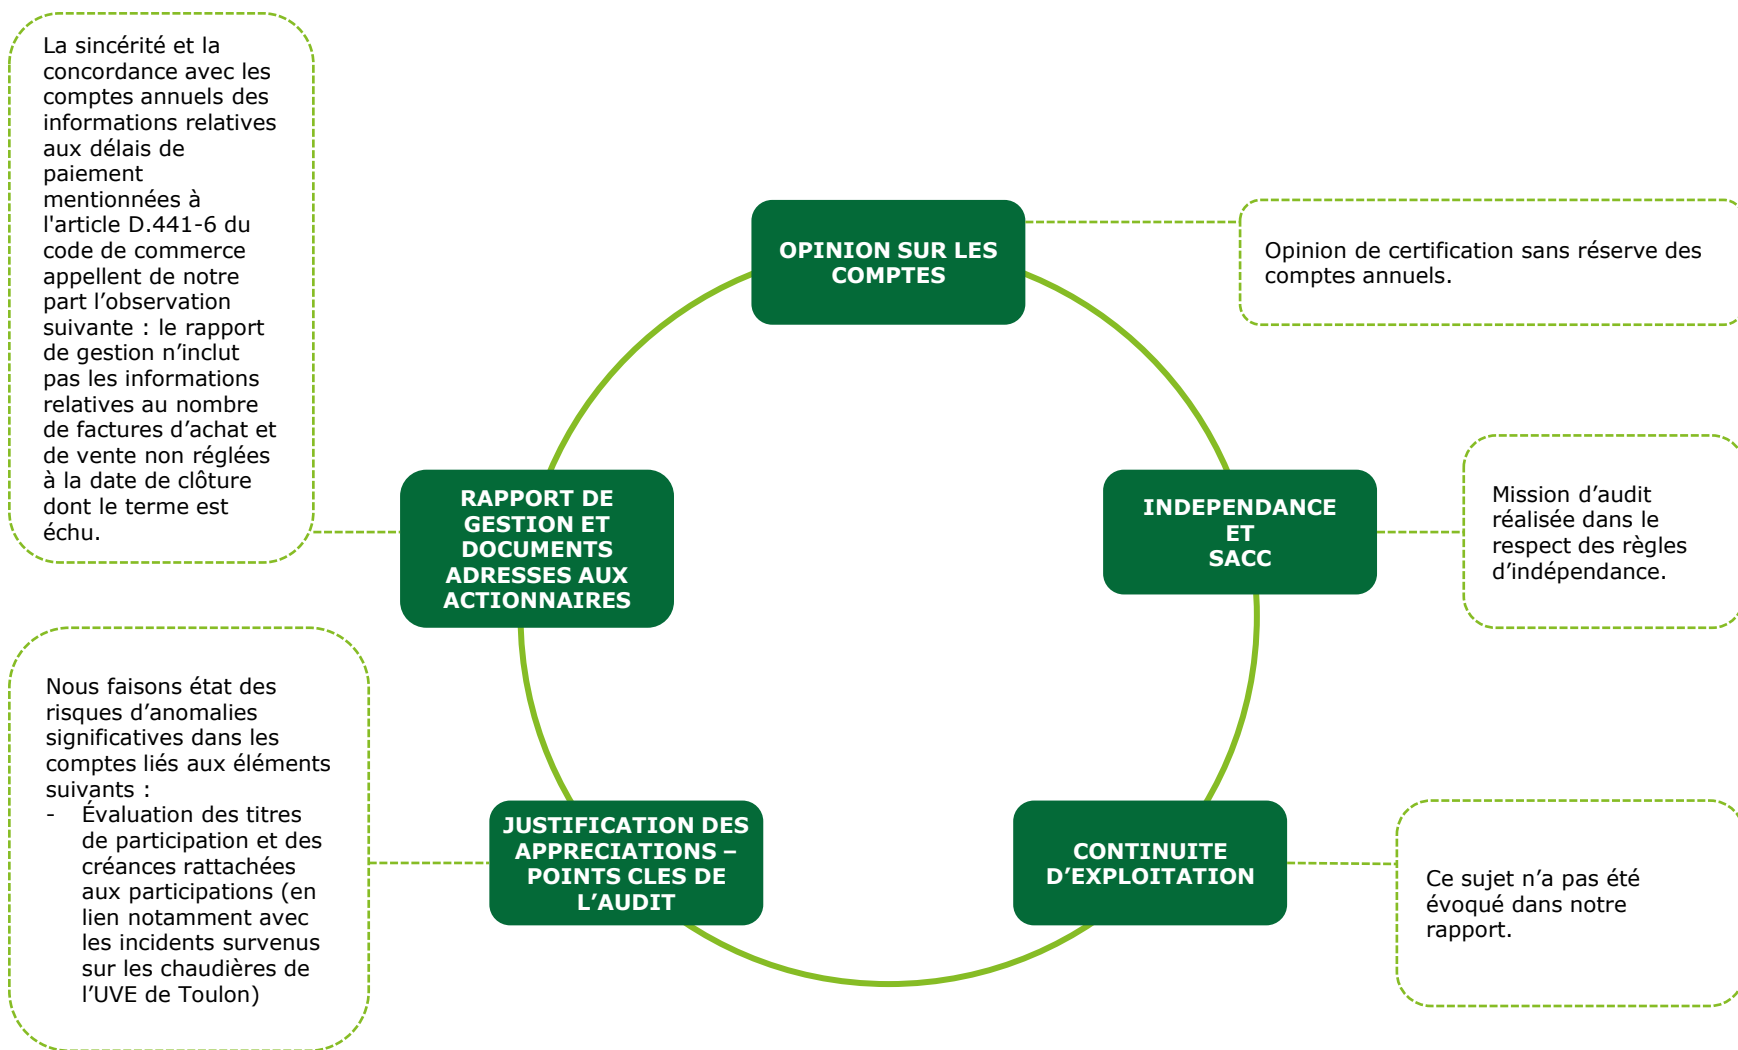 La sincérité et la
concordance avec les
comptes annuels des
informations relatives
aux délais de
paiement
mentionnées à
l'article D.441-6 du
code de commerce
appellent de notre
part l’observation
suivante : le rapport
de gestion n’inclut
pas les informations
relatives au nombre
de factures d’achat et
de vente non réglées
à la date de clôture
dont le terme est
échu.
OPINION SUR LES
COMPTES
Opinion de certification sans réserve des
comptes annuels.
RAPPORT DE
GESTION ET
DOCUMENTS
ADRESSES AUX
ACTIONNAIRES
INDEPENDANCE
ET
SACC
Mission d’audit
réalisée dans le
respect des règles
d’indépendance.
Nous faisons état des
risques d’anomalies
significatives dans les
comptes liés aux éléments
suivants :
- Évaluation des titres
de participation et des
créances rattachées
aux participations (en
lien notamment avec
les incidents survenus
sur les chaudières de
l’UVE de Toulon)
JUSTIFICATION DES
APPRECIATIONS –
POINTS CLES DE
L’AUDIT
CONTINUITE
D’EXPLOITATION
Ce sujet n’a pas été
évoqué dans notre
rapport.